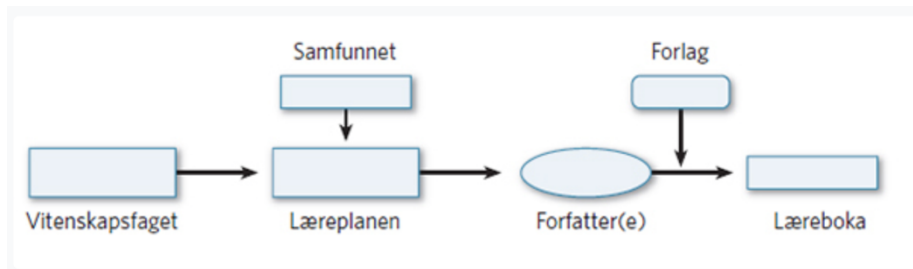 Samfunnet
Forlag
Vitenskapsfaget
Læreplanen
Forfatter(e)
Læreboka